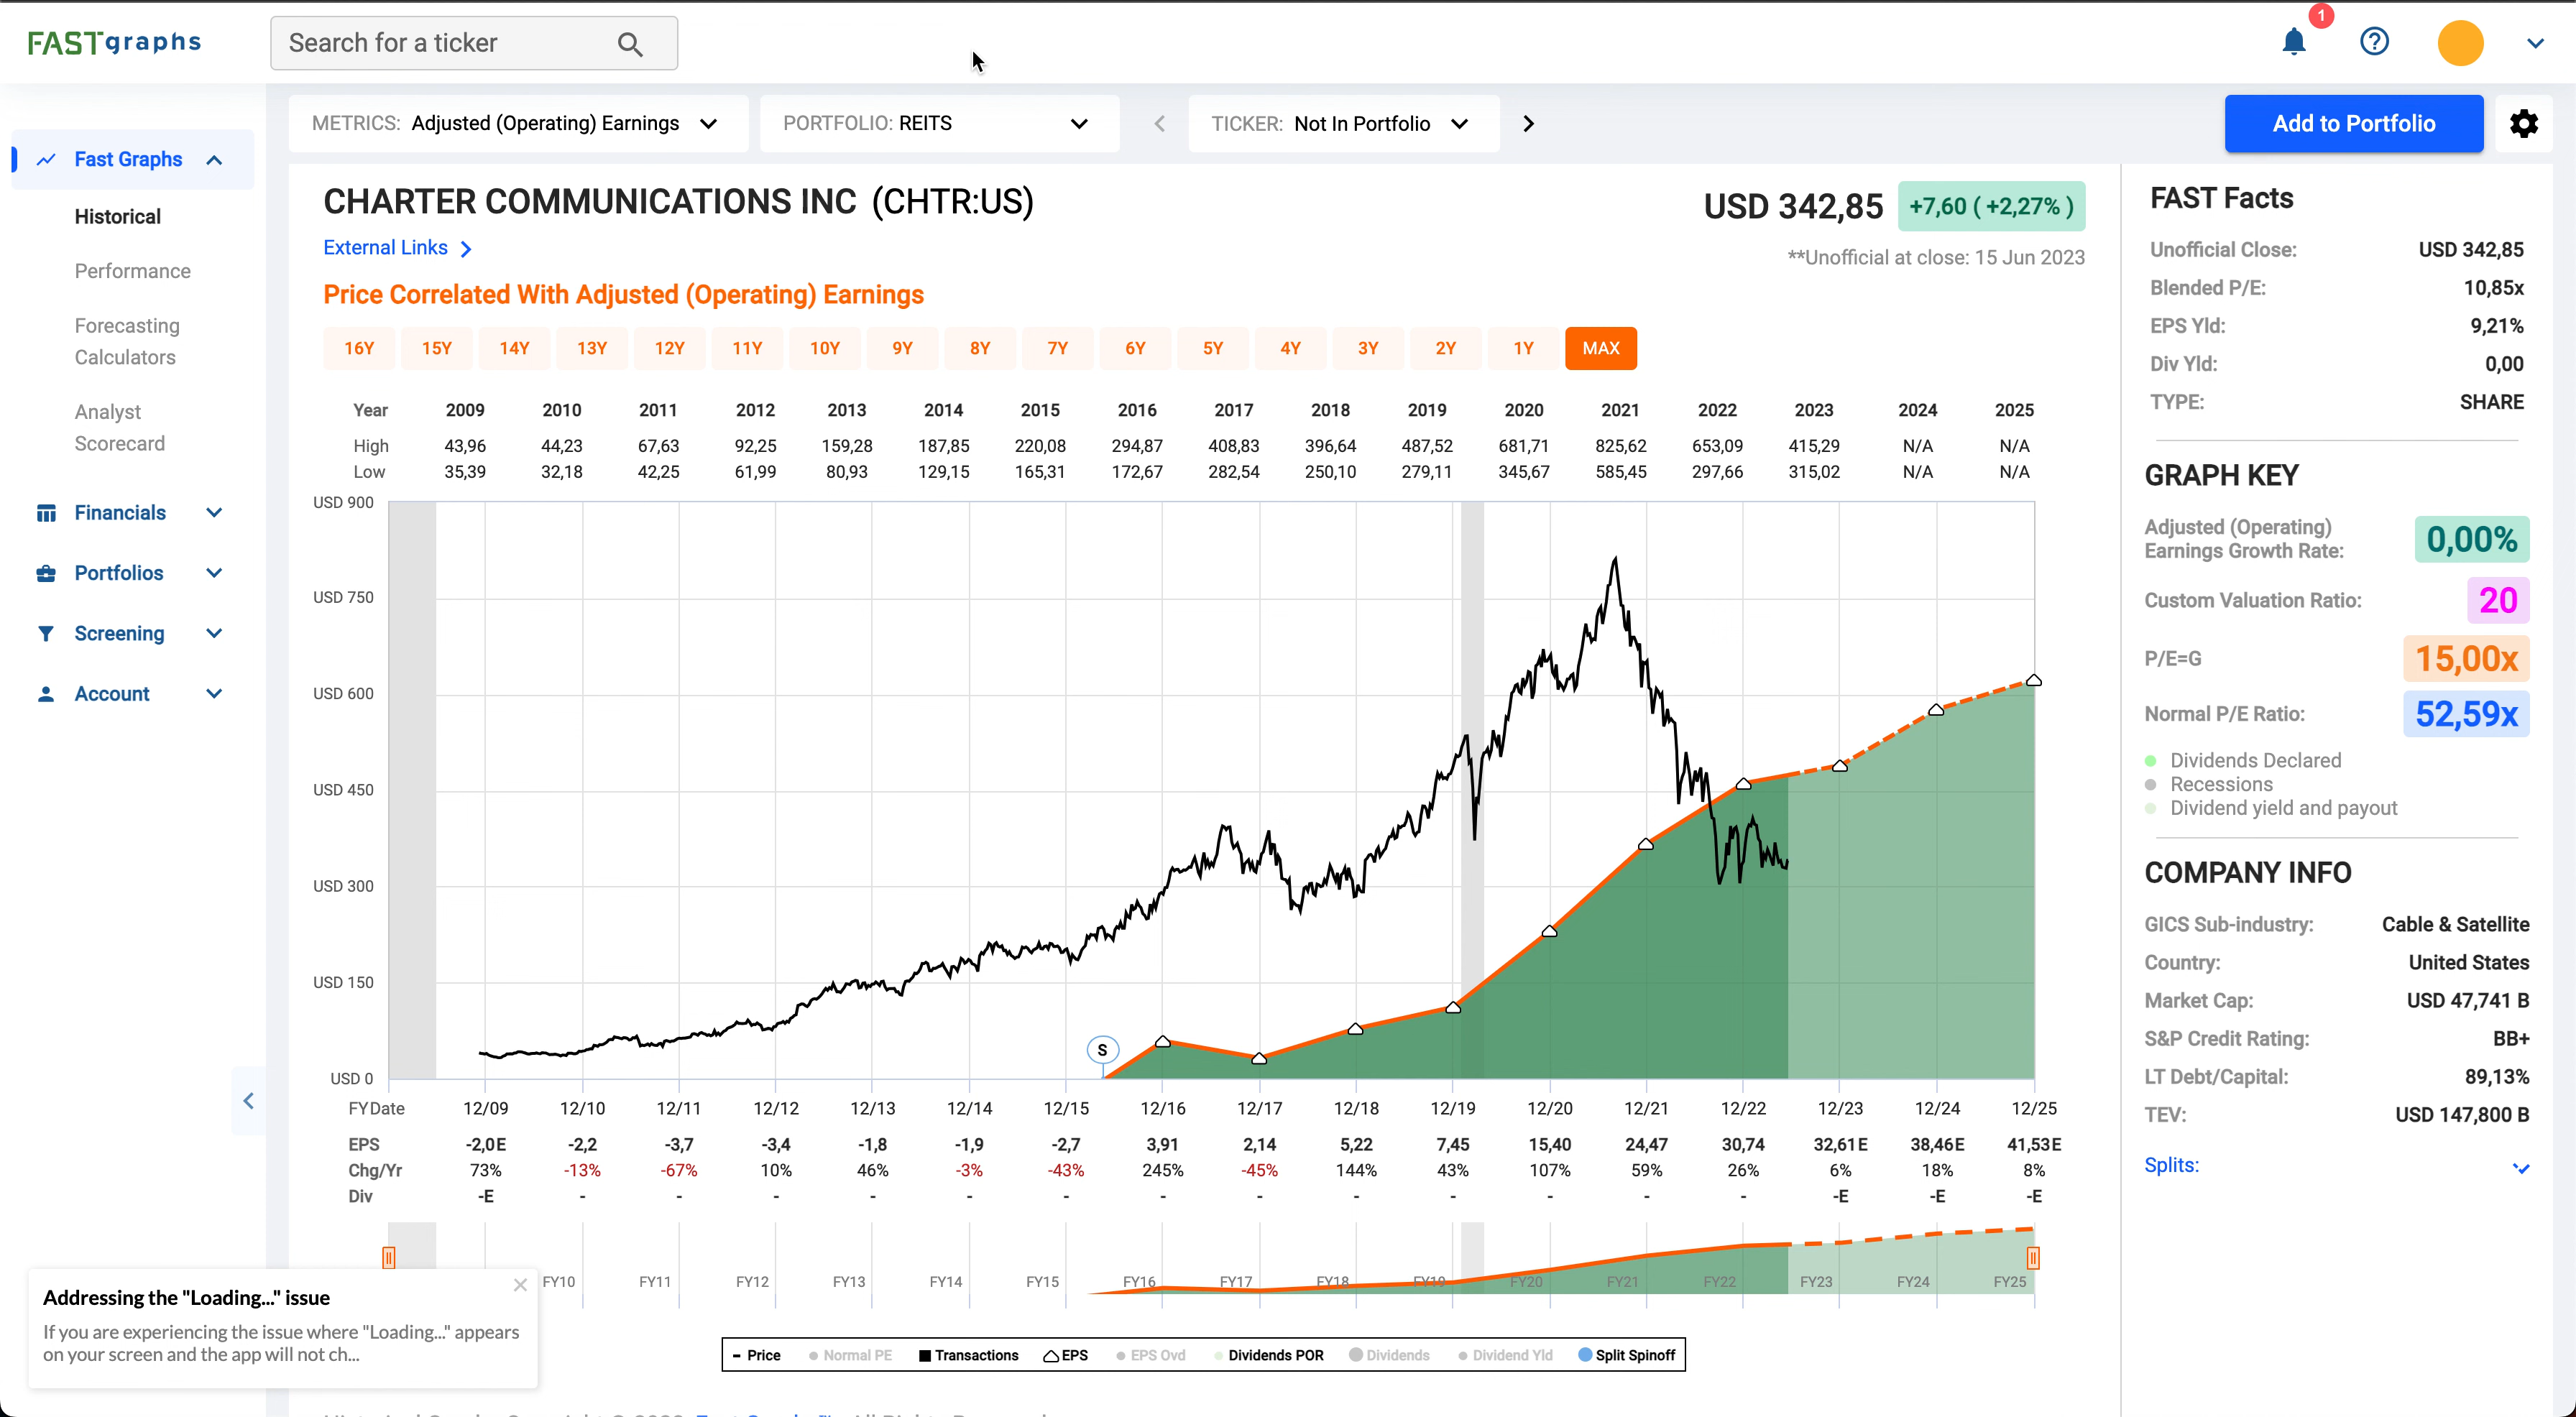 FASTgraphs
Search for a ticker
1
METRICS: Adjusted (Operating) Earnings
PORTFOLIO: REITS
TICKER: Not In Portfolio
Add to Portfolio
Fast Graphs
Historical
Performance
Forecasting
Calculators
Analyst
Scorecard
Financials
Portfolios
Screening
Account
CHARTER COMMUNICATIONS INC (CHTR:US)
USD 342,85 +7,60 ( +2,27% )
External Links
**Unofficial at close: 15 Jun 2023
Price Correlated With Adjusted (Operating) Earnings
16Y 15Y 14Y 13Y 12Y 11Y 10Y 9Y 8Y 7Y 6Y 5Y 4Y 3Y 2Y 1Y MAX
Year 2009 2010 2011 2012 2013 2014 2015 2016 2017 2018 2019 2020 2021 2022 2023 2024 2025
High 43,96 44,23 67,63 92,25 159,28 187,85 220,08 294,87 408,83 396,64 487,52 681,71 825,62 653,09 415,29 N/A N/A
Low 35,39 32,18 42,25 61,99 80,93 129,15 165,31 172,67 282,54 250,10 279,11 345,67 585,45 297,66 315,02 N/A N/A
USD 900
USD 750
USD 600
USD 450
USD 300
USD 150
USD 0
S
FY Date 12/09 12/10 12/11 12/12 12/13 12/14 12/15 12/16 12/17 12/18 12/19 12/20 12/21 12/22 12/23 12/24 12/25
EPS -2,0E -2,2 -3,7 -3,4 -1,8 -1,9 -2,7 3,91 2,14 5,22 7,45 15,40 24,47 30,74 32,61E 38,46E 41,53E
Chg/Yr 73% -13% -67% 10% 46% -3% -43% 245% -45% 144% 43% 107% 59% 26% 6% 18% 8%
Div -E - - - - - - - - - - - - - -E -E -E
FY10 FY11 FY12 FY13 FY14 FY15 FY16 FY17 FY18 FY19 FY20 FY21 FY22 FY23 FY24 FY25
Price Normal PE Transactions EPS EPS Ovd Dividends POR Dividends Dividend Yld Split Spinoff
Addressing the "Loading..." issue
If you are experiencing the issue where "Loading..." appears
on your screen and the app will not ch...
FAST Facts
Unofficial Close: USD 342,85
Blended P/E: 10,85x
EPS Yld: 9,21%
Div Yld: 0,00
TYPE: SHARE
GRAPH KEY
Adjusted (Operating)
Earnings Growth Rate: 0,00%
Custom Valuation Ratio: 20
P/E=G 15,00x
Normal P/E Ratio: 52,59x
Dividends Declared
Recessions
Dividend yield and payout
COMPANY INFO
GICS Sub-industry: Cable & Satellite
Country: United States
Market Cap: USD 47,741 B
S&P Credit Rating: BB+
LT Debt/Capital: 89,13%
TEV: USD 147,800 B
Splits: